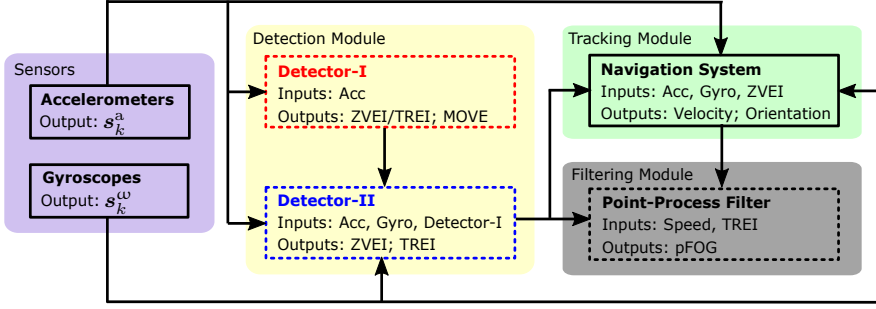 Sensors
Accelerometers
Output: 𝒔ₖᵃ
Gyroscopes
Output: 𝒔ₖ^ω
Detection Module
Detector-I
Inputs: Acc
Outputs: ZVEI/TREI; MOVE
Detector-II
Inputs: Acc, Gyro, Detector-I
Outputs: ZVEI; TREI
Tracking Module
Navigation System
Inputs: Acc, Gyro, ZVEI
Outputs: Velocity; Orientation
Filtering Module
Point-Process Filter
Inputs: Speed, TREI
Outputs: pFOG